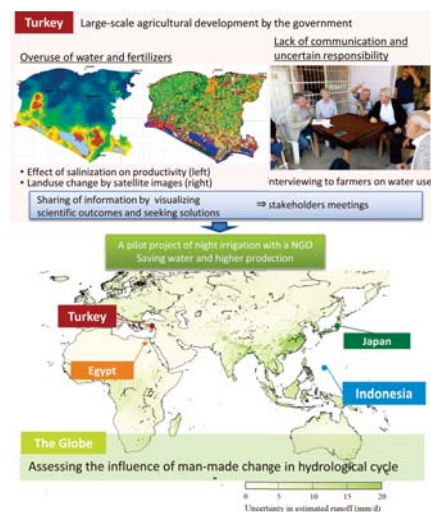 Turkey Large-scale agricultural development by the government
Overuse of water and fertilizers
Lack of communication and
uncertain responsibility
• Effect of salinization on productivity (left)
• Landuse change by satellite images (right)
nterviewing to farmers on water use
Sharing of information by visualizing
scientific outcomes and seeking solutions
⇒ stakeholders meetings
A pilot project of night irrigation with a NGO
Saving water and higher production
Turkey
Japan
Egypt
Indonesia
The Globe
Assessing the influence of man-made change in hydrological cycle
0 5 10 15 20
Uncertainty in estimated runoff (mm/d)